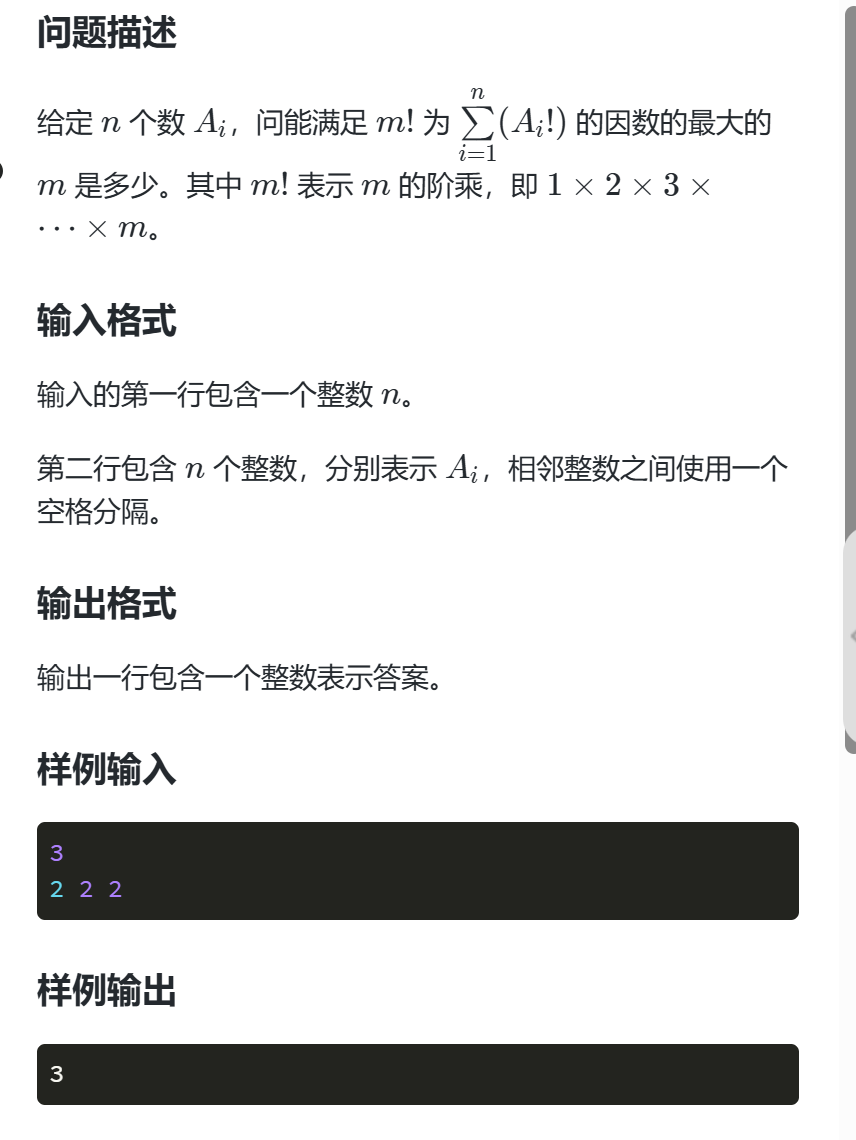 问题描述
给定 n 个数 A_i，问能满足 m! 为 \sum_{i=1}^{n}(A_i!) 的因数的最大的
m 是多少。其中 m! 表示 m 的阶乘，即 1 × 2 × 3 ×
⋯ × m。
输入格式
输入的第一行包含一个整数 n。
第二行包含 n 个整数，分别表示 A_i，相邻整数之间使用一个
空格分隔。
输出格式
输出一行包含一个整数表示答案。
样例输入
3
2 2 2
样例输出
3